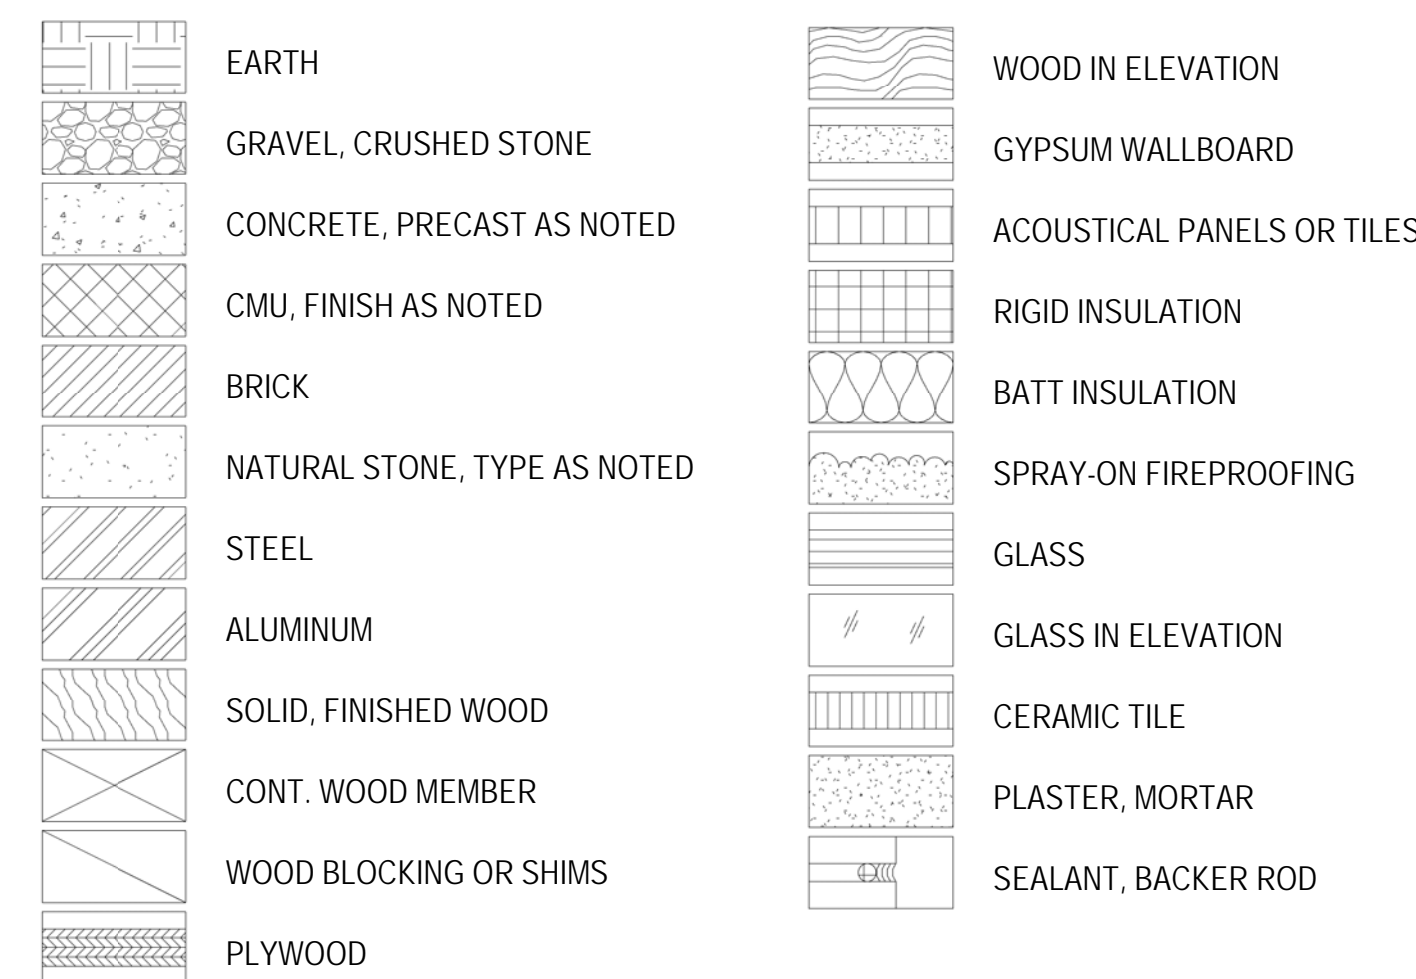 EARTH
GRAVEL, CRUSHED STONE
CONCRETE, PRECAST AS NOTED
CMU, FINISH AS NOTED
BRICK
NATURAL STONE, TYPE AS NOTED
STEEL
ALUMINUM
SOLID, FINISHED WOOD
CONT. WOOD MEMBER
WOOD BLOCKING OR SHIMS
PLYWOOD
WOOD IN ELEVATION
GYPSUM WALLBOARD
ACOUSTICAL PANELS OR TILES
RIGID INSULATION
BATT INSULATION
SPRAY-ON FIREPROOFING
GLASS
GLASS IN ELEVATION
CERAMIC TILE
PLASTER, MORTAR
SEALANT, BACKER ROD